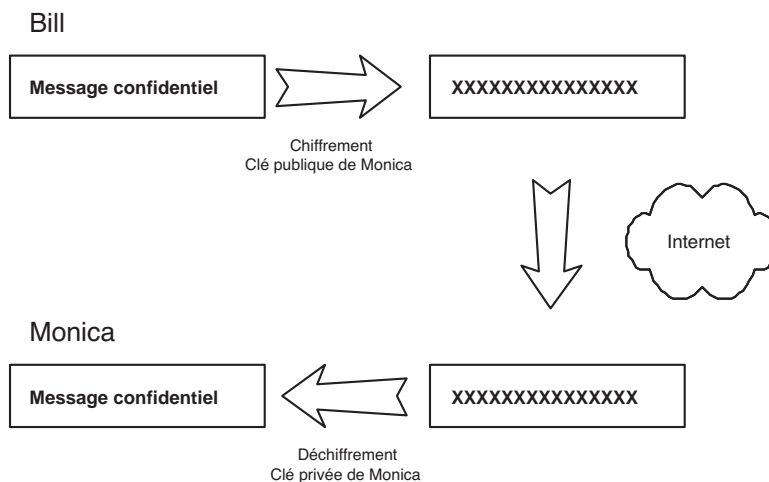 Bill
Message confidentiel
XXXXXXXXXXXXXXX
Chiffrement
Clé publique de Monica
Internet
Monica
Message confidentiel
XXXXXXXXXXXXXXX
Déchiffrement
Clé privée de Monica